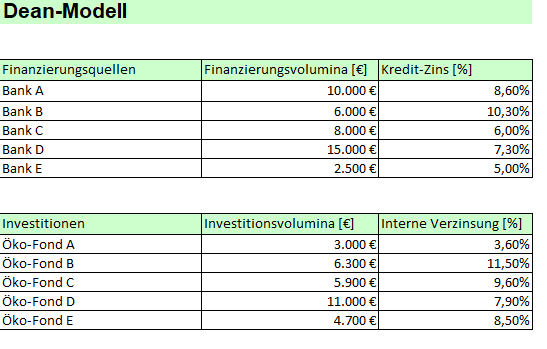 Dean-Modell
Finanzierungsquellen Finanzierungsvolumina [€] Kredit-Zins [%]
Bank A 10.000 € 8,60%
Bank B 6.000 € 10,30%
Bank C 8.000 € 6,00%
Bank D 15.000 € 7,30%
Bank E 2.500 € 5,00%
Investitionen Investitionsvolumina [€] Interne Verzinsung [%]
Öko-Fond A 3.000 € 3,60%
Öko-Fond B 6.300 € 11,50%
Öko-Fond C 5.900 € 9,60%
Öko-Fond D 11.000 € 7,90%
Öko-Fond E 4.700 € 8,50%